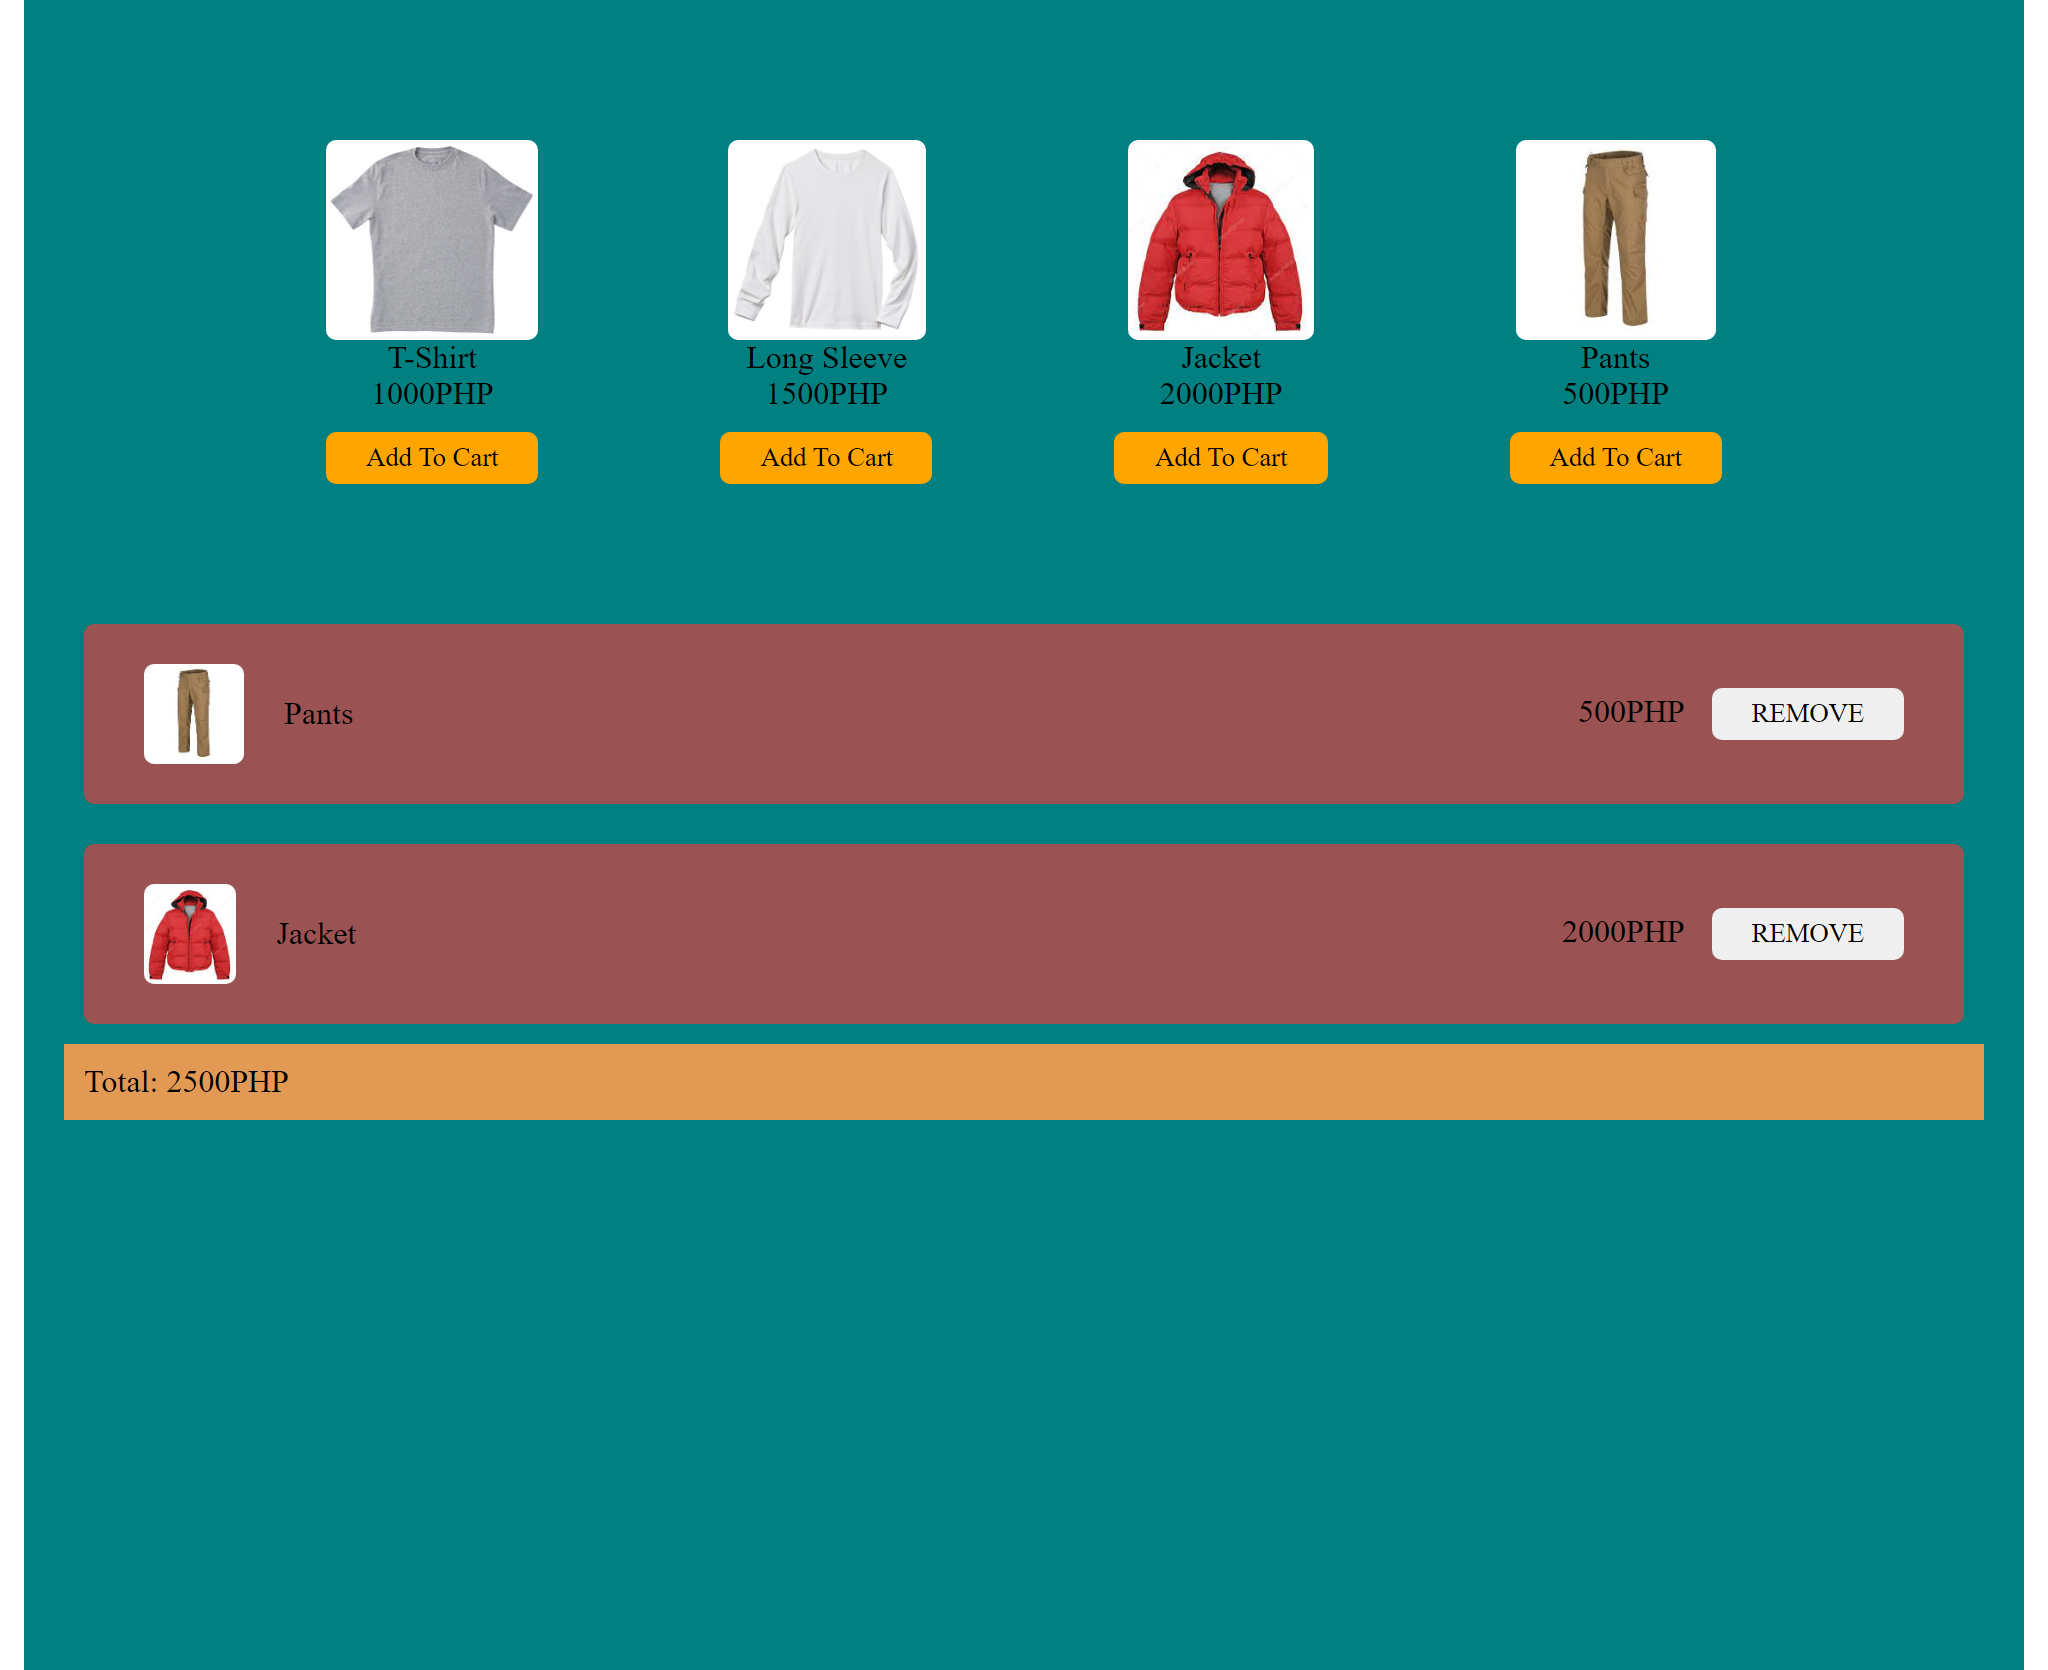 T-Shirt
1000PHP
Add To Cart
Long Sleeve
1500PHP
Add To Cart
Jacket
2000PHP
Add To Cart
Pants
500PHP
Add To Cart
Pants
500PHP
REMOVE
Jacket
2000PHP
REMOVE
Total: 2500PHP